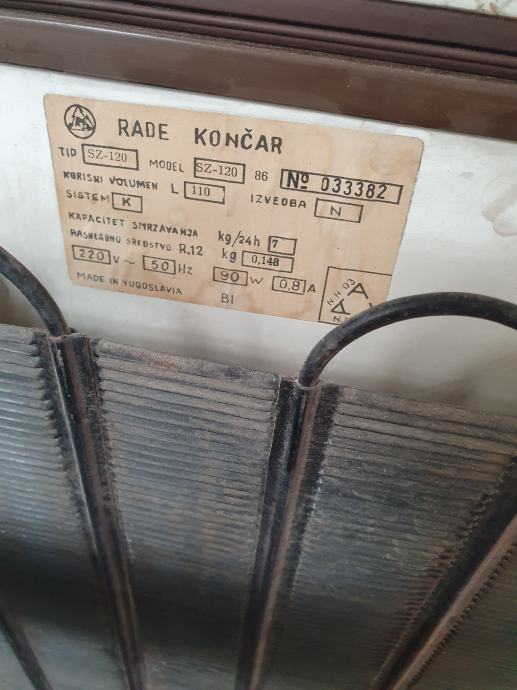 RADE KONČAR
TIP SZ-120 MODEL SZ-120 86 No 033382
KORISNI VOLUMEN L 110 IZVEDBA N
SISTEM K
KAPACITET SMRZAVANJA kg/24h 7
RASHLADNO SREDSTVO R.12 kg 0,148
220 V ~ 50 Hz 90 W 0.8 A
MADE IN YUGOSLAVIA BI
A